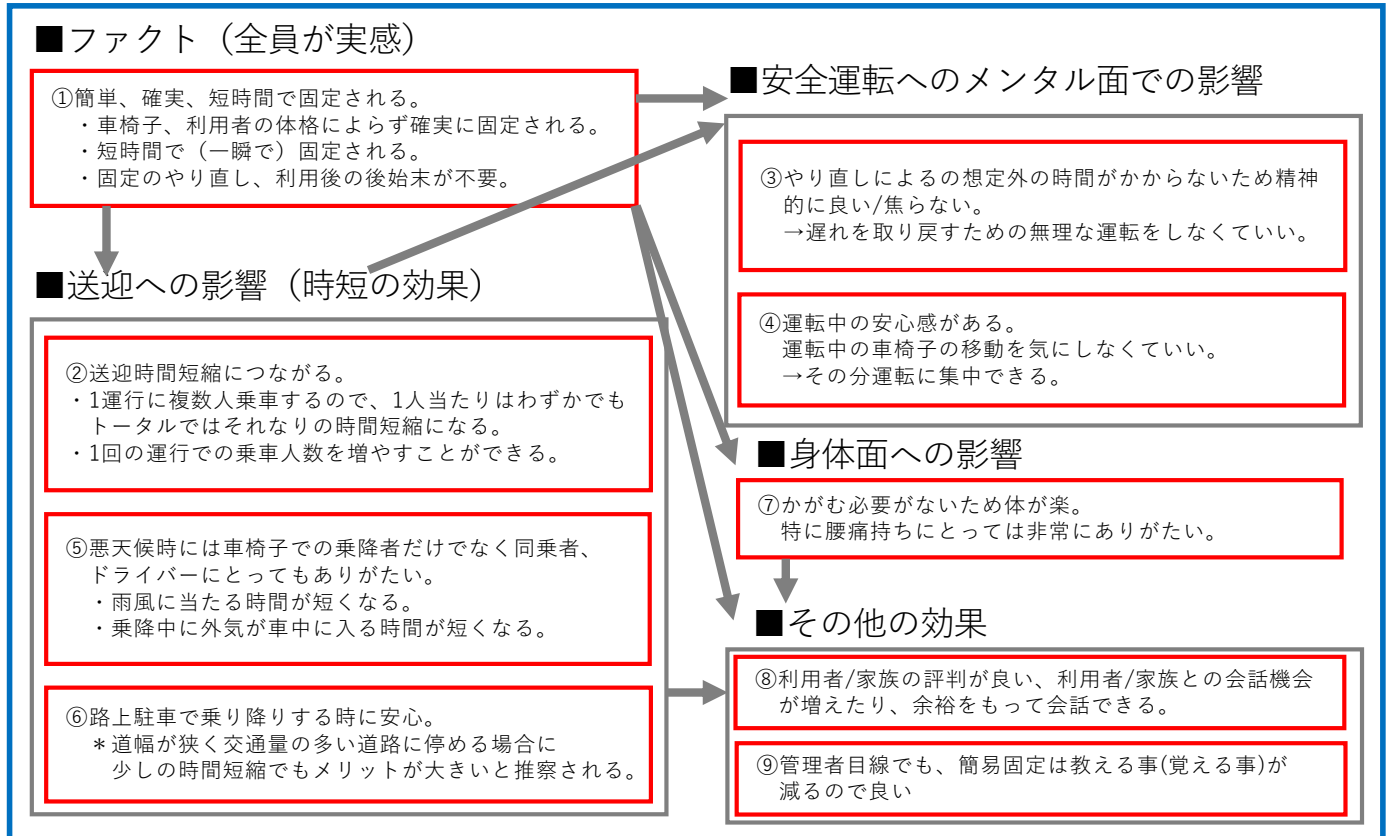 ■ファクト（全員が実感）
①簡単、確実、短時間で固定される。
・車椅子、利用者の体格によらず確実に固定される。
・短時間で（一瞬で）固定される。
・固定のやり直し、利用後の後始末が不要。
■送迎への影響（時短の効果）
②送迎時間短縮につながる。
・1運行に複数人乗車するので、1人当たりはわずかでも
トータルではそれなりの時間短縮になる。
・1回の運行での乗車人数を増やすことができる。
⑤悪天候時には車椅子での乗降者だけでなく同乗者、
ドライバーにとってもありがたい。
・雨風に当たる時間が短くなる。
・乗降中に外気が車中に入る時間が短くなる。
⑥路上駐車で乗り降りする時に安心。
＊道幅が狭く交通量の多い道路に停める場合に
少しの時間短縮でもメリットが大きいと推察される。
■安全運転へのメンタル面での影響
③やり直しによるの想定外の時間がかからないため精神
的に良い/焦らない。
→遅れを取り戻すための無理な運転をしなくていい。
④運転中の安心感がある。
運転中の車椅子の移動を気にしなくていい。
→その分運転に集中できる。
■身体面への影響
⑦かがむ必要がないため体が楽。
特に腰痛持ちにとっては非常にありがたい。
■その他の効果
⑧利用者/家族の評判が良い、利用者/家族との会話機会
が増えたり、余裕をもって会話できる。
⑨管理者目線でも、簡易固定は教える事(覚える事)が
減るので良い